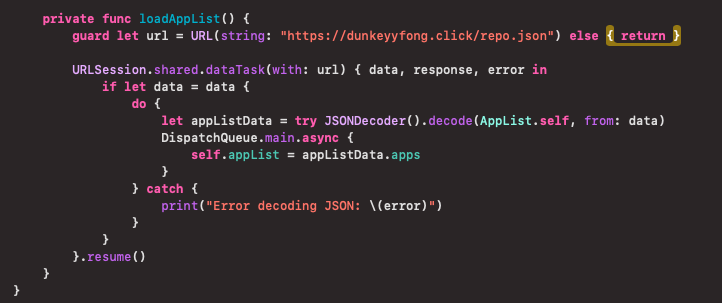 private func loadAppList() {
guard let url = URL(string: "https://dunkeyyfong.click/repo.json") else { return }
URLSession.shared.dataTask(with: url) { data, response, error in
if let data = data {
do {
let appListData = try JSONDecoder().decode(AppList.self, from: data)
DispatchQueue.main.async {
self.appList = appListData.apps
}
} catch {
print("Error decoding JSON: \(error)")
}
}
}.resume()
}
}